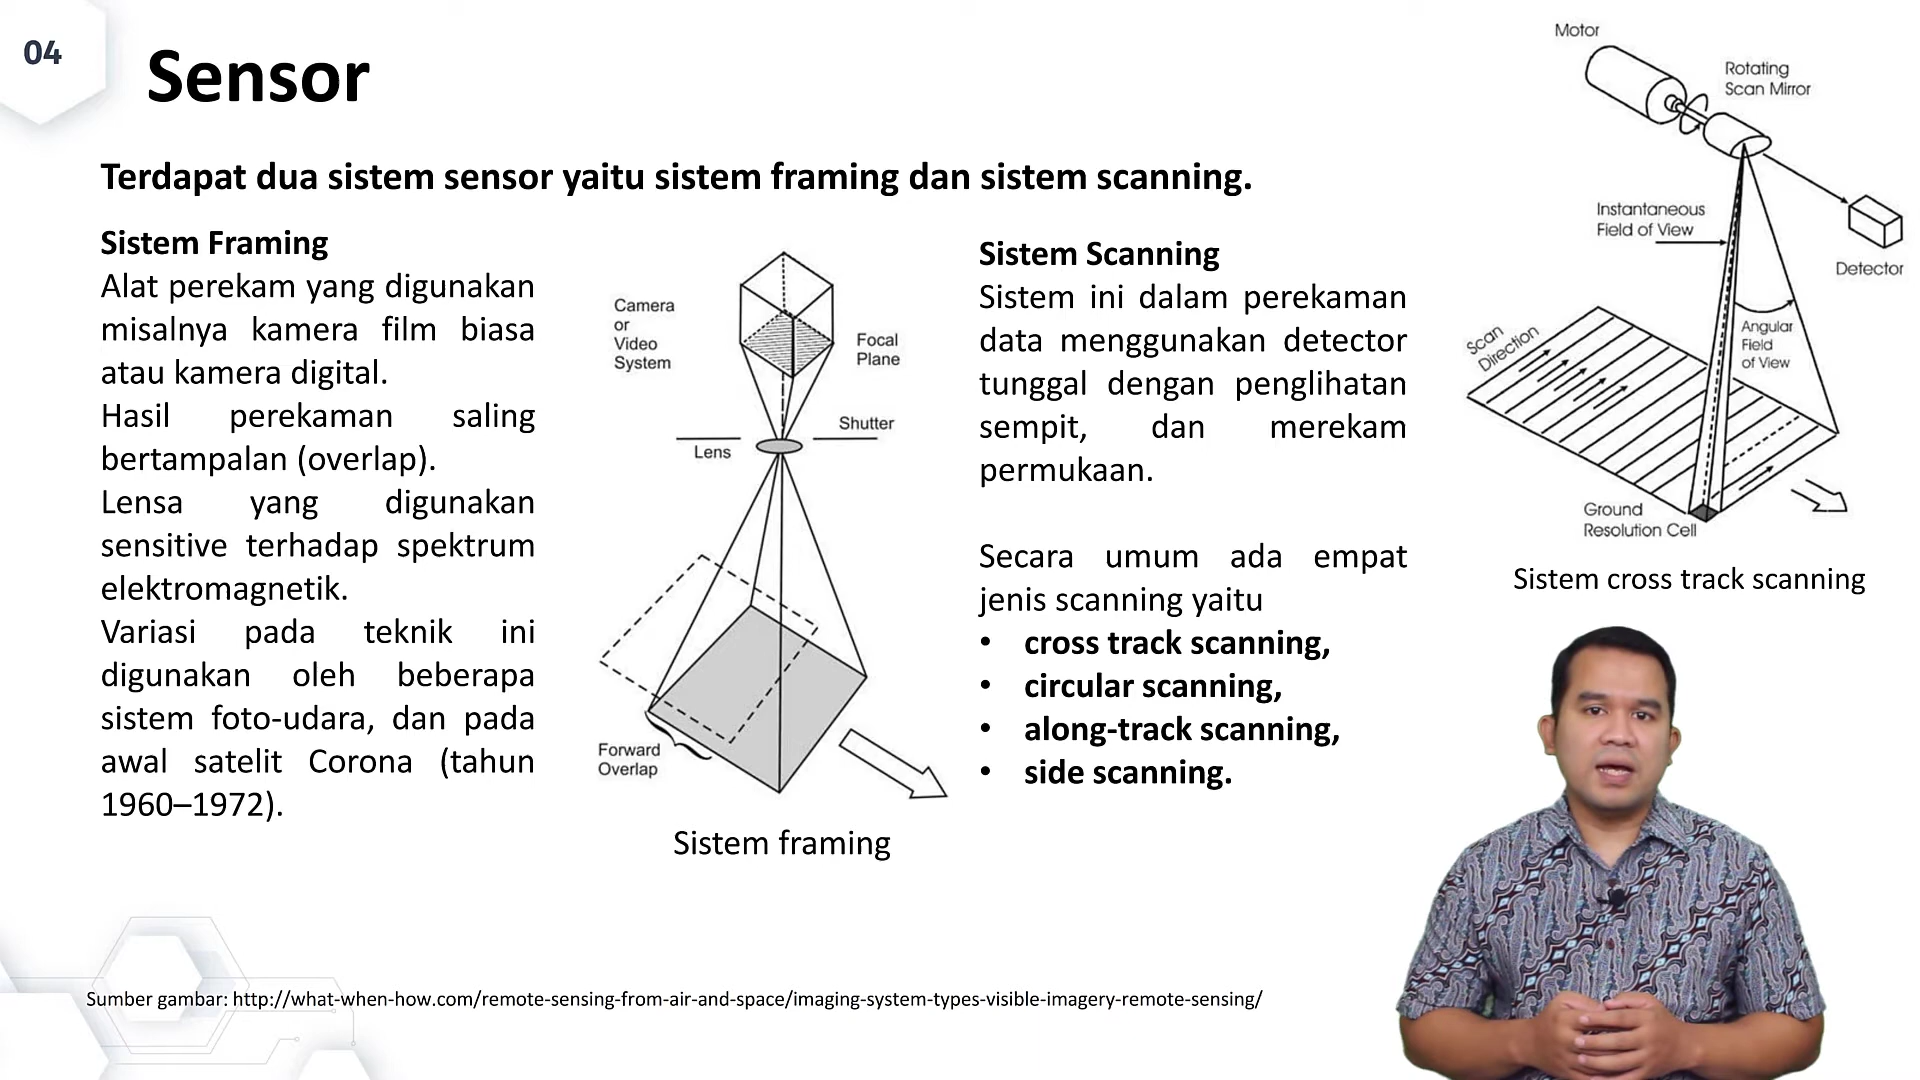 04
Sensor
Terdapat dua sistem sensor yaitu sistem framing dan sistem scanning.
Sistem Framing
Alat perekam yang digunakan
misalnya kamera film biasa
atau kamera digital.
Hasil perekaman saling
bertampalan (overlap).
Lensa yang digunakan
sensitive terhadap spektrum
elektromagnetik.
Variasi pada teknik ini
digunakan oleh beberapa
sistem foto-udara, dan pada
awal satelit Corona (tahun
1960–1972).
Camera
or
Video
System
Focal
Plane
Shutter
Lens
Forward
Overlap
Sistem framing
Sistem Scanning
Sistem ini dalam perekaman
data menggunakan detector
tunggal dengan penglihatan
sempit, dan merekam
permukaan.
Secara umum ada empat
jenis scanning yaitu
• cross track scanning,
• circular scanning,
• along-track scanning,
• side scanning.
Motor
Rotating
Scan Mirror
Instantaneous
Field of View
Detector
Scan
Direction
Angular
Field
of View
Ground
Resolution Cell
Sistem cross track scanning
Sumber gambar: http://what-when-how.com/remote-sensing-from-air-and-space/imaging-system-types-visible-imagery-remote-sensing/